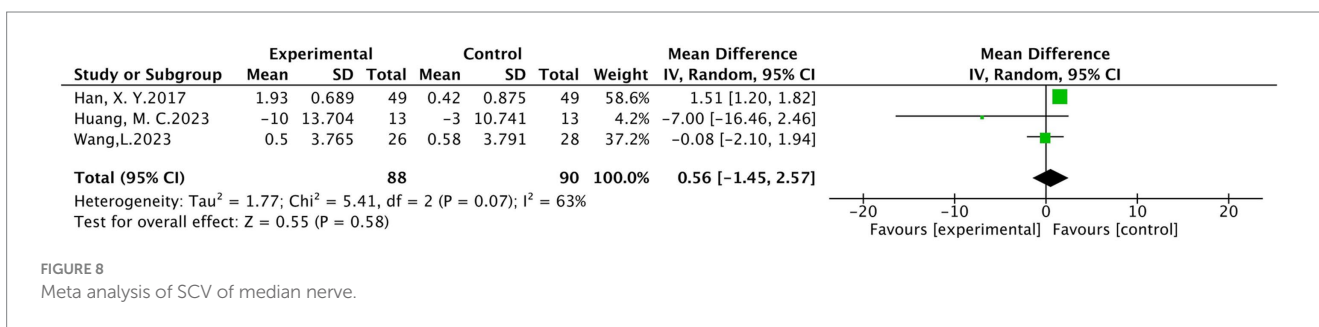 Experimental Control Mean Difference Mean Difference
Study or Subgroup Mean SD Total Mean SD Total Weight IV, Random, 95% CI IV, Random, 95% CI
Han, X. Y.2017 1.93 0.689 49 0.42 0.875 49 58.6% 1.51 [1.20, 1.82]
Huang, M. C.2023 -10 13.704 13 -3 10.741 13 4.2% -7.00 [-16.46, 2.46]
Wang,L.2023 0.5 3.765 26 0.58 3.791 28 37.2% -0.08 [-2.10, 1.94]
Total (95% CI) 88 90 100.0% 0.56 [-1.45, 2.57]
Heterogeneity: Tau² = 1.77; Chi² = 5.41, df = 2 (P = 0.07); I² = 63%
Test for overall effect: Z = 0.55 (P = 0.58)
-20 -10 0 10 20
Favours [experimental] Favours [control]
FIGURE 8
Meta analysis of SCV of median nerve.